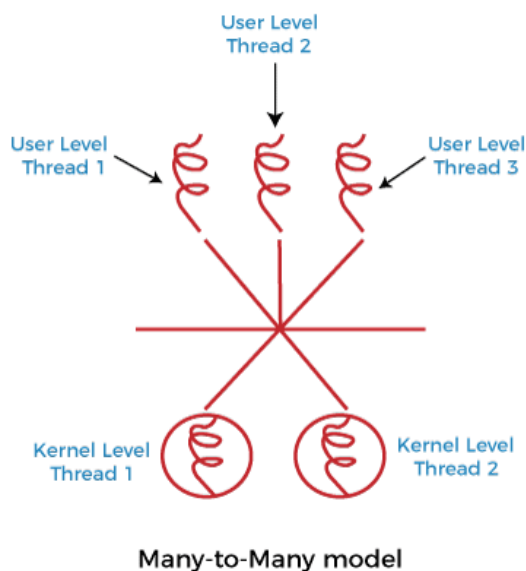 User Level
Thread 2
User Level
Thread 1
User Level
Thread 3
Kernel Level
Thread 1
Kernel Level
Thread 2
Many-to-Many model